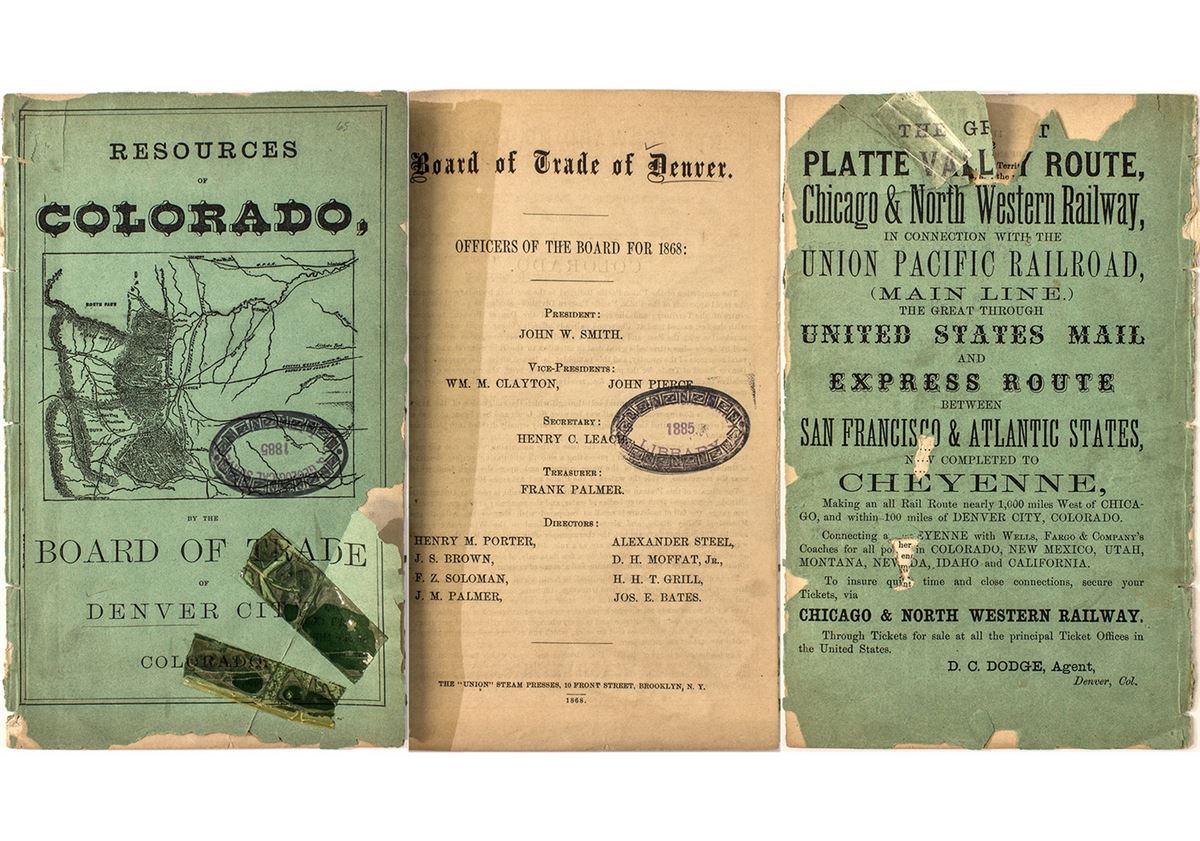 65
RESOURCES
OF
COLORADO,
SOUTH PARK
1885
BY THE
BOARD OF TRADE
OF
DENVER CIT
COLORADO.
Board of Trade of Denver.
OFFICERS OF THE BOARD FOR 1868:
PRESIDENT:
JOHN W. SMITH.
VICE-PRESIDENTS:
WM. M. CLAYTON, JOHN PIERCE
SECRETARY:
HENRY C. LEACH
1885.
LIBRARY
TREASURER:
FRANK PALMER.
DIRECTORS:
HENRY M. PORTER, ALEXANDER STEEL,
J. S. BROWN, D. H. MOFFAT, JR.,
F. Z. SOLOMAN, H. H. T. GRILL,
J. M. PALMER, JOS. E. BATES.
THE "UNION" STEAM PRESSES, 10 FRONT STREET, BROOKLYN, N. Y.
1868.
THE GR T
PLATTE VALLEY ROUTE,
Chicago & North Western Railway,
IN CONNECTION WITH THE
UNION PACIFIC RAILROAD,
(MAIN LINE.)
THE GREAT THROUGH
UNITED STATES MAIL
AND
EXPRESS ROUTE
BETWEEN
SAN FRANCISCO & ATLANTIC STATES,
N W COMPLETED TO
CHEYENNE,
Making an all Rail Route nearly 1,000 miles West of CHICA-
GO, and within 100 miles of DENVER CITY, COLORADO.
Connecting a EYENNE with WELLS, FARGO & COMPANY'S
Coaches for all po in COLORADO, NEW MEXICO, UTAH,
MONTANA, NEVADA, IDAHO and CALIFORNIA.
To insure quick time and close connections, secure your
Tickets, via
CHICAGO & NORTH WESTERN RAILWAY.
Through Tickets for sale at all the principal Ticket Offices in
the United States.
D. C. DODGE, Agent,
Denver, Col.